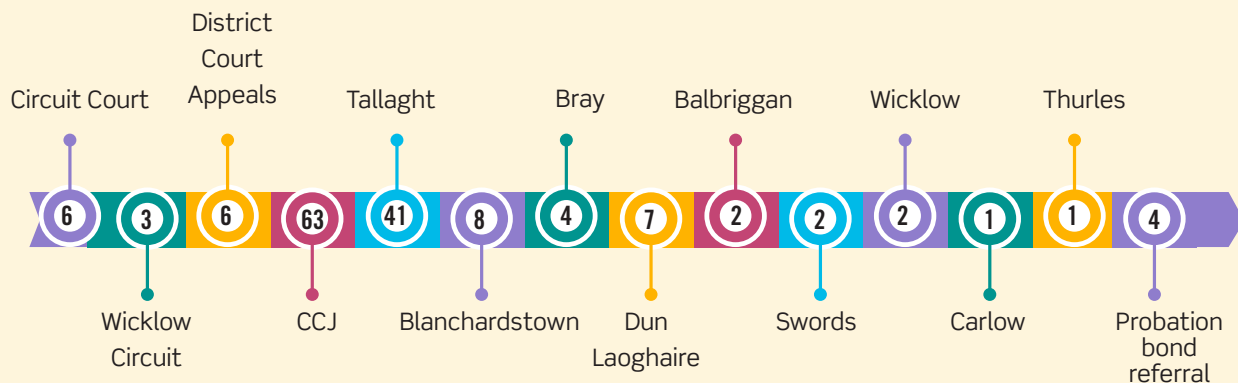 District
Court
Appeals
Circuit Court
Tallaght
Bray
Balbriggan
Wicklow
Thurles
6
3
6
63
41
8
4
7
2
2
2
1
1
4
Wicklow
Circuit
CCJ
Blanchardstown
Dun
Laoghaire
Swords
Carlow
Probation
bond
referral